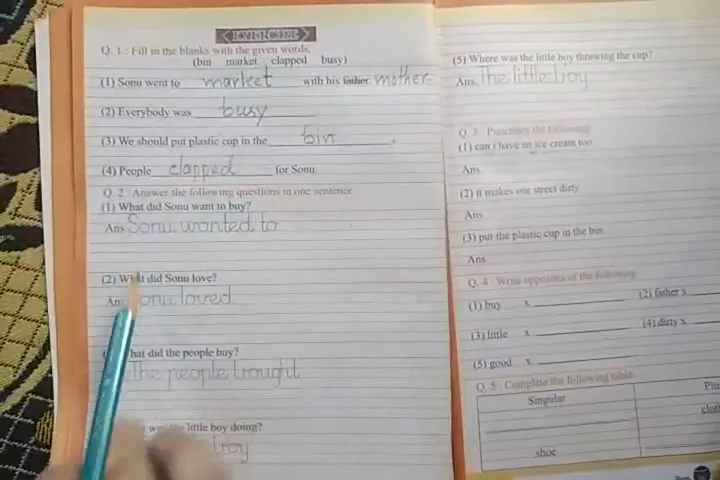 EXERCISE
Q. 1 : Fill in the blanks with the given words.
(bin market clapped busy)
(1) Sonu went to market with his father. mother.
(2) Everybody was busy
(3) We should put plastic cup in the bin .
(4) People clapped for Sonu
Q. 2 : Answer the following questions in one sentence
(1) What did Sonu want to buy?
Ans Sonu wanted to
(2) What did Sonu love?
An onu loved
hat did the people buy?
The people bought
little boy doing?
boy
(5) Where was the little boy throwing the cup?
Ans. The little boy
Q. 3 : Punctuate the following
(1) can i have an ice cream too
Ans
(2) it makes our street dirty
Ans
(3) put the plastic cup in the bin
Ans
Q. 4 : Write opposites of the following
(1) buy x (2) father x
(3) little x (4) dirty x
(5) good x
Q. 5 : Complete the following table
Singular
shoe